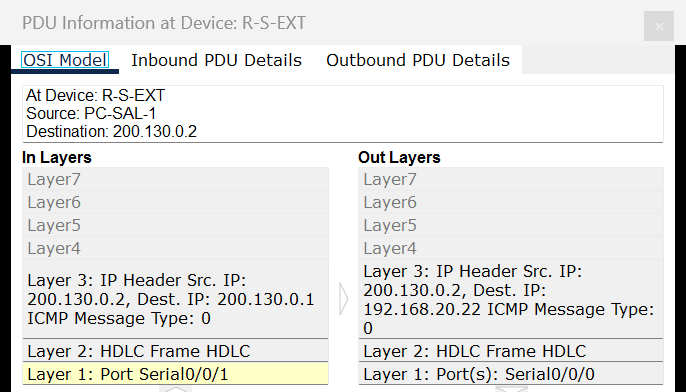 PDU Information at Device: R-S-EXT
×
OSI Model Inbound PDU Details Outbound PDU Details
At Device: R-S-EXT
Source: PC-SAL-1
Destination: 200.130.0.2
In Layers
Layer7
Layer6
Layer5
Layer4
Layer 3: IP Header Src. IP:
200.130.0.2, Dest. IP: 200.130.0.1
ICMP Message Type: 0
Layer 2: HDLC Frame HDLC
Layer 1: Port Serial0/0/1
Out Layers
Layer7
Layer6
Layer5
Layer4
Layer 3: IP Header Src. IP:
200.130.0.2, Dest. IP:
192.168.20.22 ICMP Message Type:
0
Layer 2: HDLC Frame HDLC
Layer 1: Port(s): Serial0/0/0